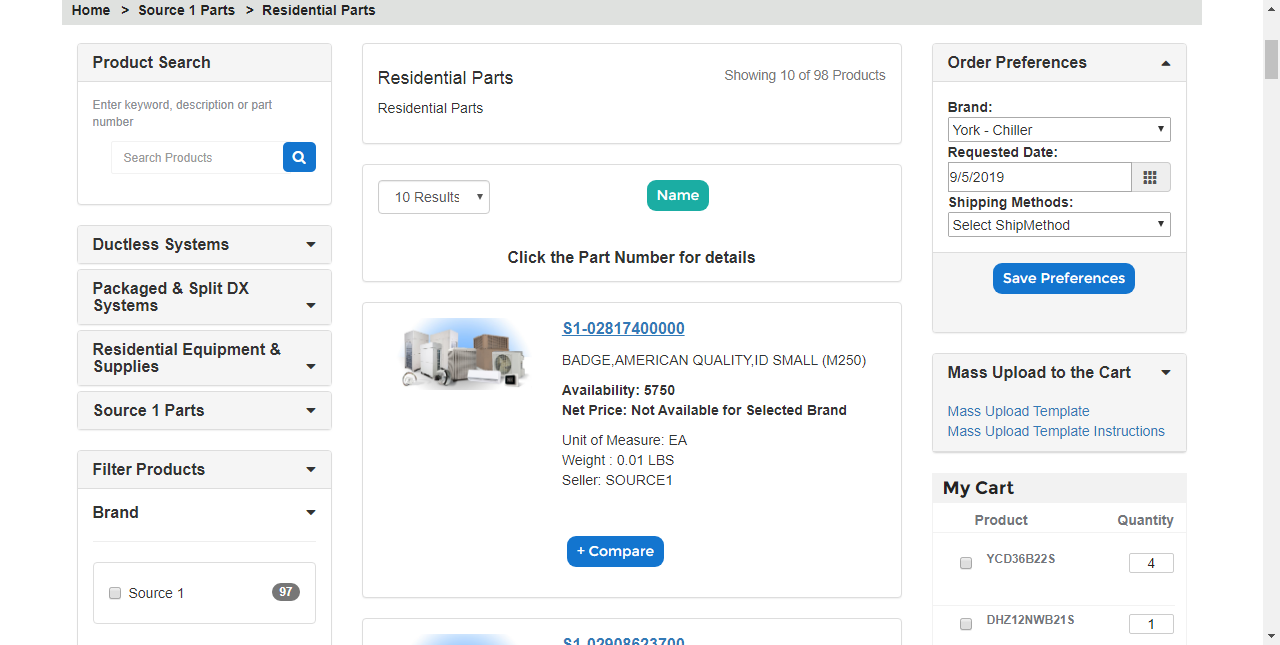 Home > Source 1 Parts > Residential Parts
Product Search
Enter keyword, description or part
number
Search Products
Ductless Systems
Packaged & Split DX
Systems
Residential Equipment &
Supplies
Source 1 Parts
Filter Products
Brand
Source 1
97
Residential Parts
Showing 10 of 98 Products
Residential Parts
10 Results
Name
Click the Part Number for details
S1-02817400000
BADGE,AMERICAN QUALITY,ID SMALL (M250)
Availability: 5750
Net Price: Not Available for Selected Brand
Unit of Measure: EA
Weight : 0.01 LBS
Seller: SOURCE1
+ Compare
S1-02908623700
Order Preferences
Brand:
York - Chiller
Requested Date:
9/5/2019
Shipping Methods:
Select ShipMethod
Save Preferences
Mass Upload to the Cart
Mass Upload Template
Mass Upload Template Instructions
My Cart
Product Quantity
YCD36B22S 4
DHZ12NWB21S 1